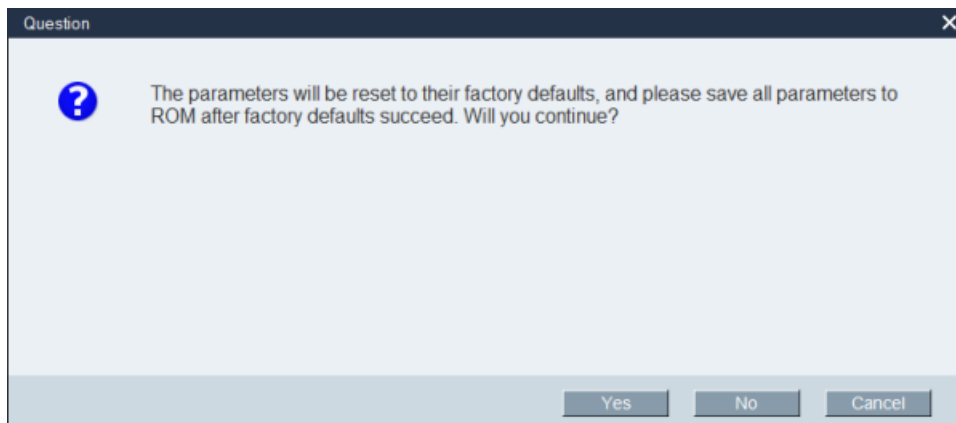 Question
The parameters will be reset to their factory defaults, and please save all parameters to
ROM after factory defaults succeed. Will you continue?
Yes
No
Cancel